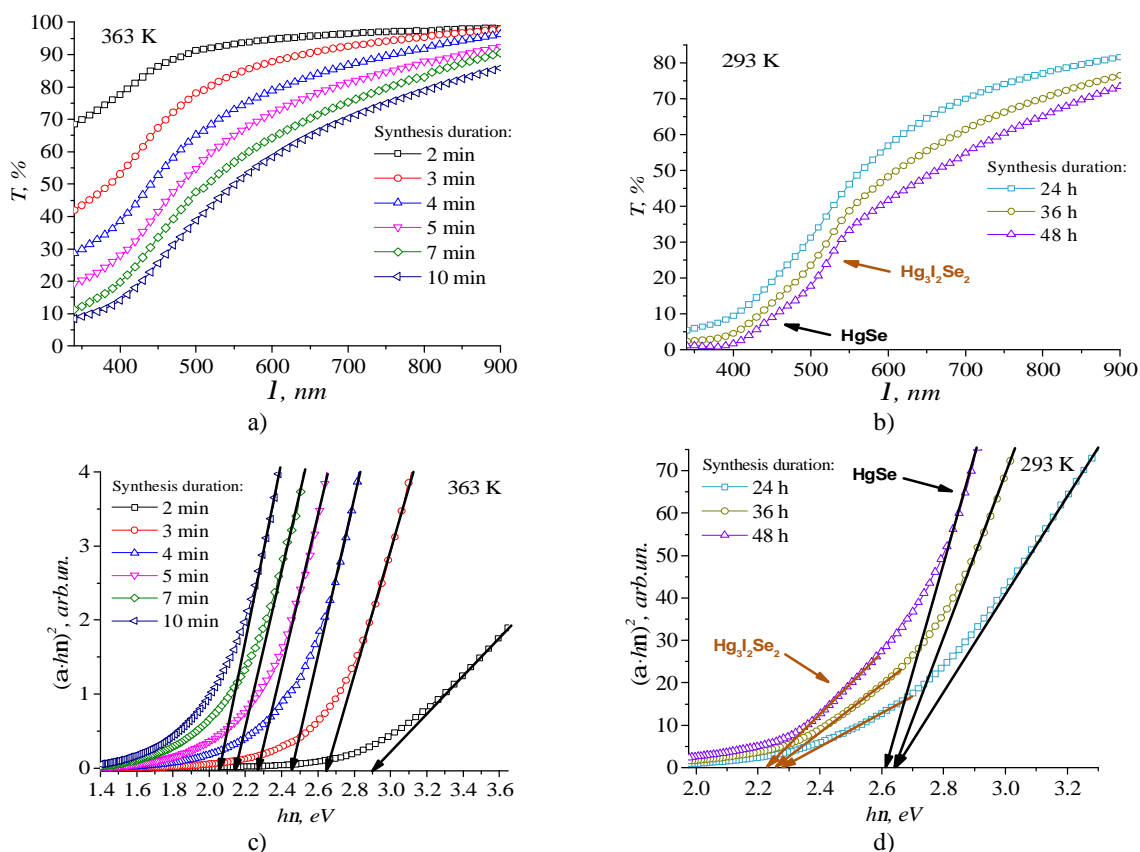 363 K
100
90
80
70
60
50
40
30
20
10
0
T, %
Synthesis duration:
2 min
3 min
4 min
5 min
7 min
10 min
400 500 600 700 800 900
l, nm
a)
293 K
80
70
60
50
40
30
20
10
0
T, %
Synthesis duration:
24 h
36 h
48 h
Hg3I2Se2
HgSe
400 500 600 700 800 900
l, nm
b)
4
3
2
1
0
(a·hn)², arb.un.
363 K
Synthesis duration:
2 min
3 min
4 min
5 min
7 min
10 min
1.4 1.6 1.8 2.0 2.2 2.4 2.6 2.8 3.0 3.2 3.4 3.6
hn, eV
c)
70
60
50
40
30
20
10
0
(a·hn)², arb.un.
Synthesis duration:
24 h
36 h
48 h
HgSe
293 K
Hg3I2Se2
2.0 2.2 2.4 2.6 2.8 3.0 3.2
hn, eV
d)